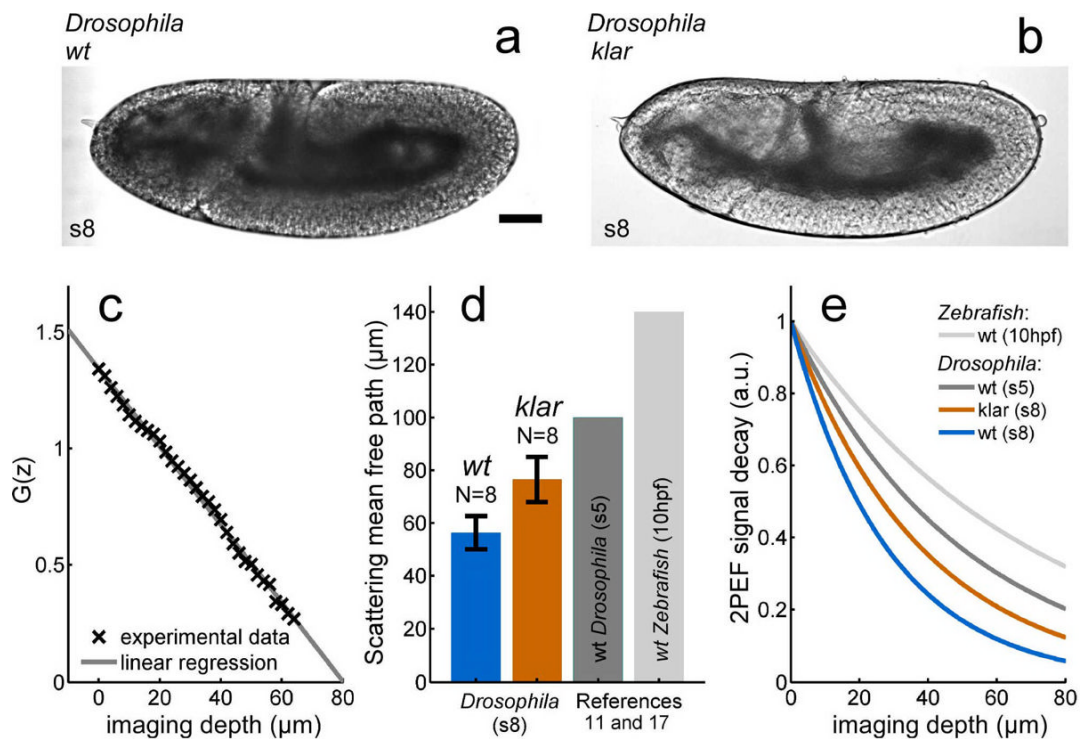 Drosophila
wt
a
s8
Drosophila
klar
b
s8
c
1.5
1
0.5
0
G(z)
experimental data
linear regression
0
20
40
60
80
imaging depth (µm)
d
140
120
100
80
60
40
20
0
Scattering mean free path (µm)
wt
N=8
klar
N=8
wt Drosophila (s5)
wt Zebrafish (10hpf)
Drosophila
(s8)
References
11 and 17
e
Zebrafish:
wt (10hpf)
Drosophila:
wt (s5)
klar (s8)
wt (s8)
1
0.8
0.6
0.4
0.2
0
2PEF signal decay (a.u.)
0
20
40
60
80
imaging depth (µm)